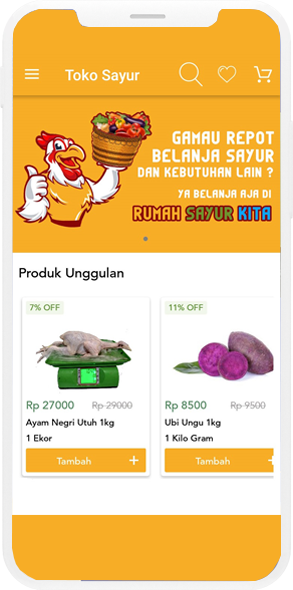 Toko Sayur
GAMAU REPOT
BELANJA SAYUR
DAN KEBUTUHAN LAIN ?
YA BELANJA AJA DI
RUMAH SAYUR KITA
Produk Unggulan
7% OFF
Rp 27000 Rp 29000
Ayam Negri Utuh 1kg
1 Ekor
Tambah +
11% OFF
Rp 8500 Rp 9500
Ubi Ungu 1kg
1 Kilo Gram
Tambah +